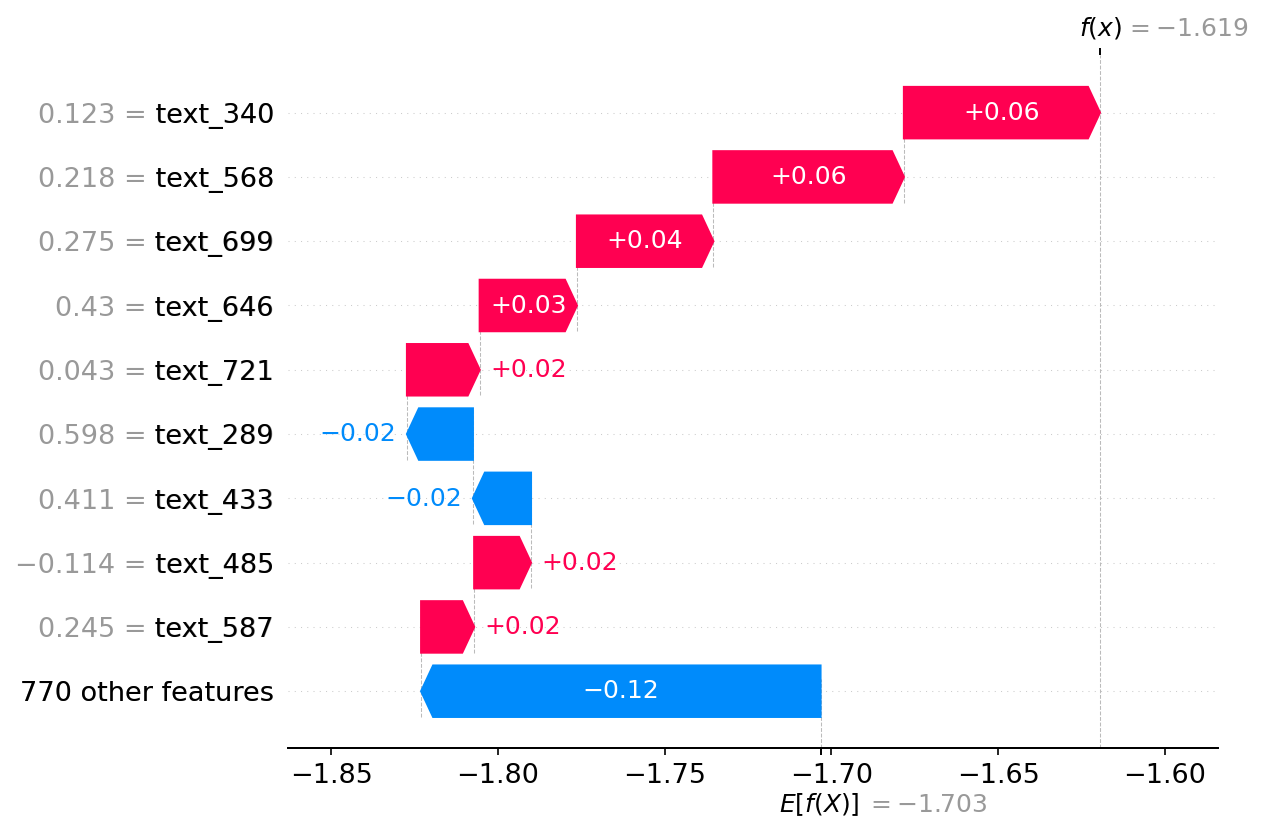 f(x) = −1.619
0.123 = text_340 +0.06
0.218 = text_568 +0.06
0.275 = text_699 +0.04
0.43 = text_646 +0.03
0.043 = text_721 +0.02
0.598 = text_289 −0.02
0.411 = text_433 −0.02
−0.114 = text_485 +0.02
0.245 = text_587 +0.02
770 other features −0.12
−1.85 −1.80 −1.75 −1.70 −1.65 −1.60
E[f(X)] = −1.703